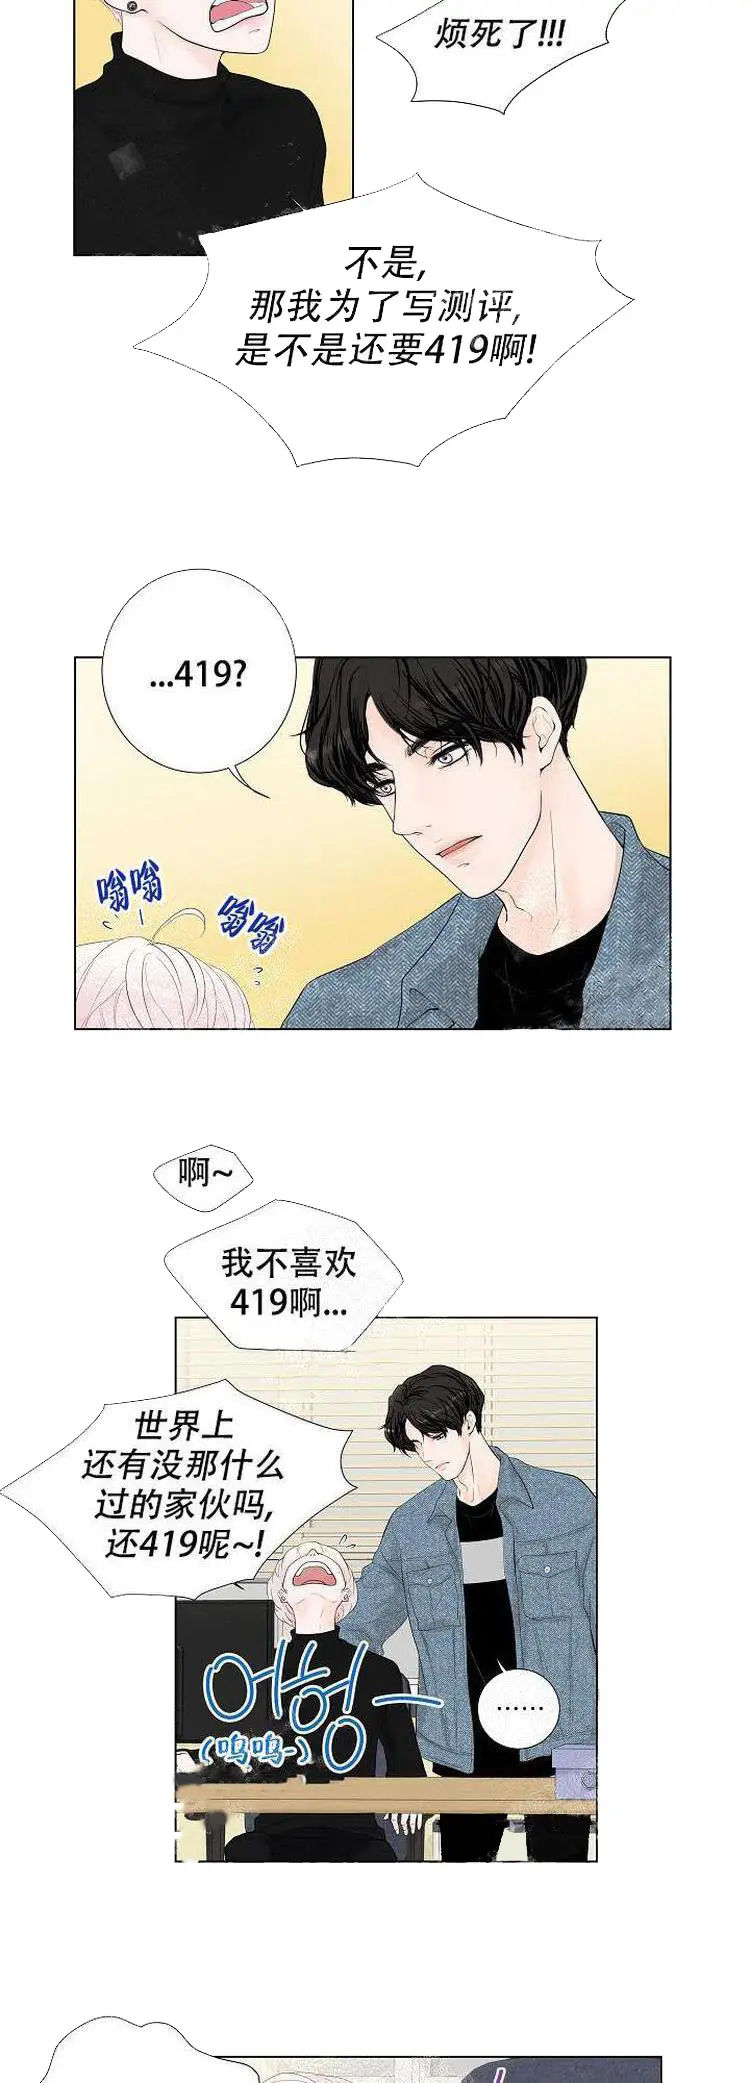 烦死了!!!
不是,
那我为了写测评,
是不是还要419啊!
...419?
嗡嗡
嗡嗡
啊~
我不喜欢
419啊...
世界上
还有没那什么
过的家伙吗,
还419呢~!
어헝-
(呜呜-)
……